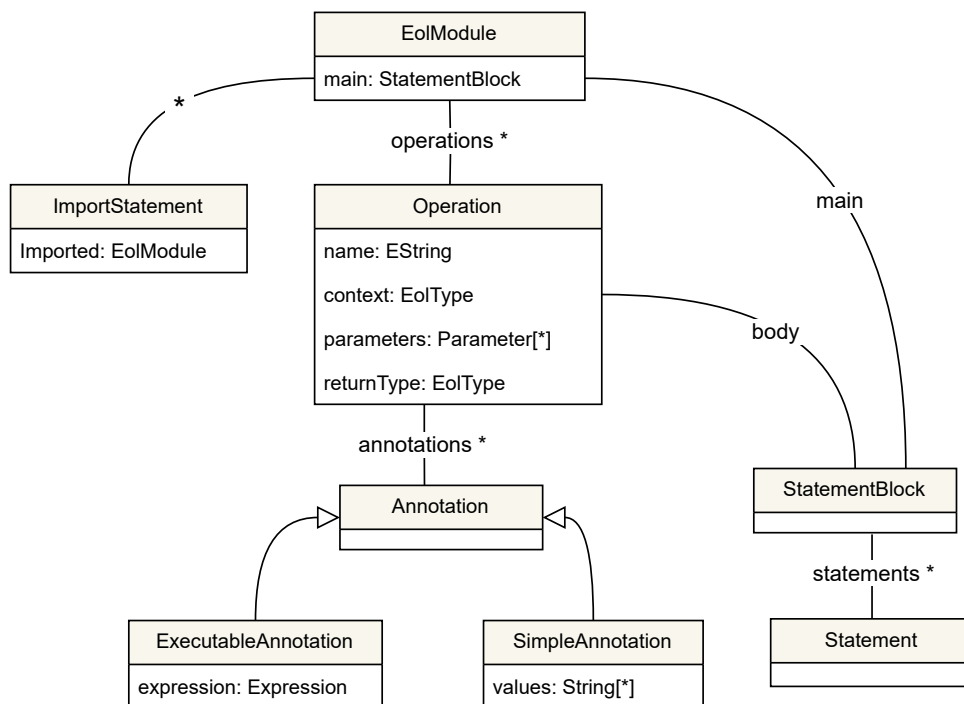 EolModule
main: StatementBlock
*
operations *
ImportStatement
Imported: EolModule
Operation
name: EString
context: EolType
parameters: Parameter[*]
returnType: EolType
main
body
annotations *
Annotation
StatementBlock
statements *
ExecutableAnnotation
expression: Expression
SimpleAnnotation
values: String[*]
Statement